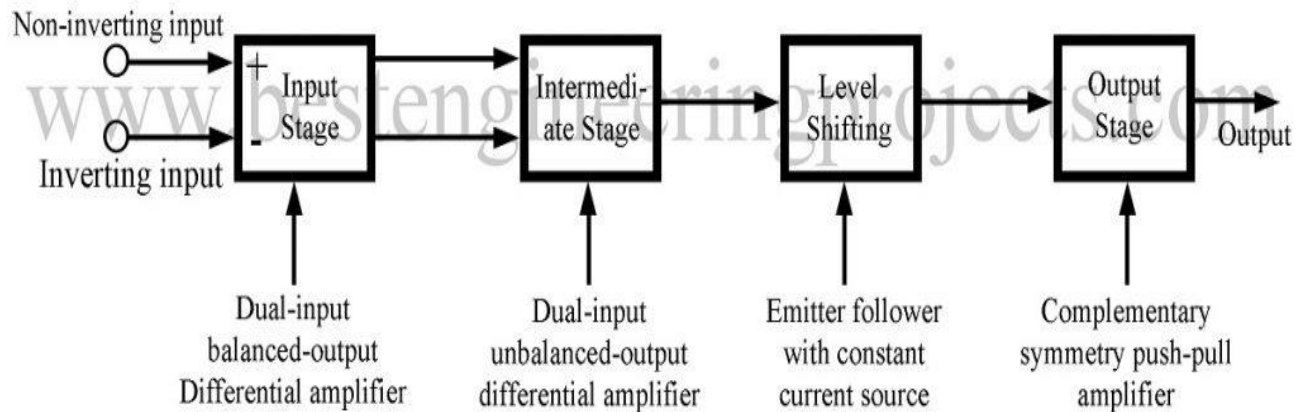 Non-inverting input
+
-
Inverting input
Input
Stage
Intermedi-
ate Stage
Level
Shifting
Output
Stage
Output
www.bestengineeringprojects.com
Dual-input
balanced-output
Differential amplifier
Dual-input
unbalanced-output
differential amplifier
Emitter follower
with constant
current source
Complementary
symmetry push-pull
amplifier